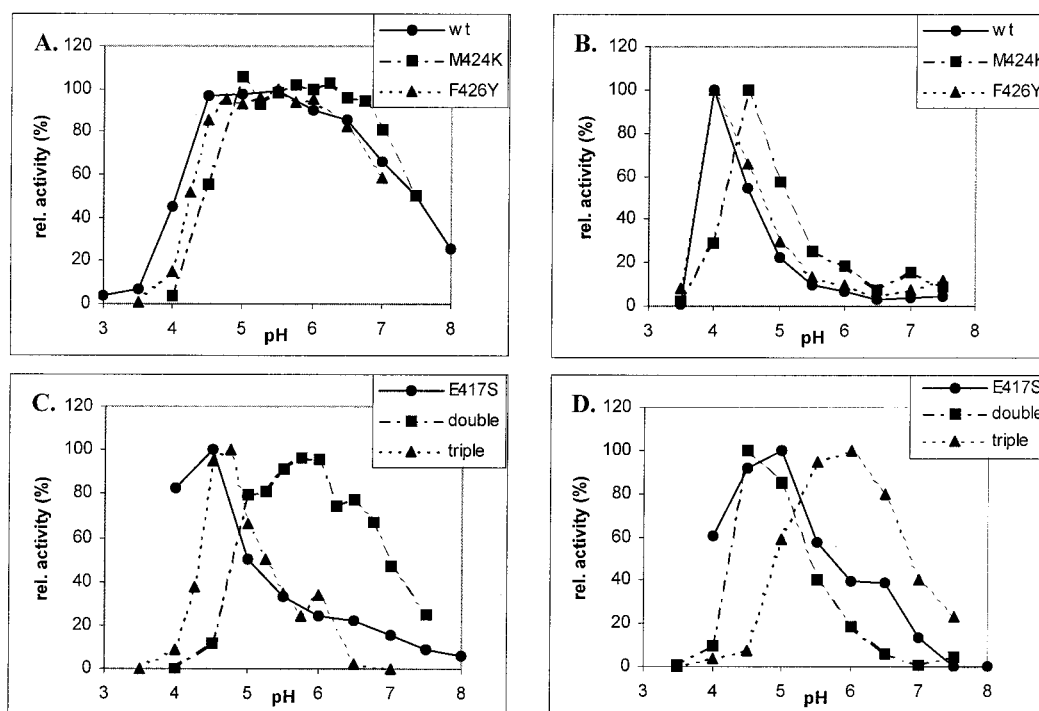 A.
wt
M424K
F426Y
120
100
80
60
40
20
0
rel. activity (%)
3 4 5 6 7 8
pH
B.
wt
M424K
F426Y
120
100
80
60
40
20
0
rel. activity (%)
3 4 5 6 7 8
pH
C.
E417S
double
triple
120
100
80
60
40
20
0
rel. activity (%)
3 4 5 6 7 8
pH
D.
E417S
double
triple
120
100
80
60
40
20
0
rel. activity (%)
3 4 5 6 7 8
pH